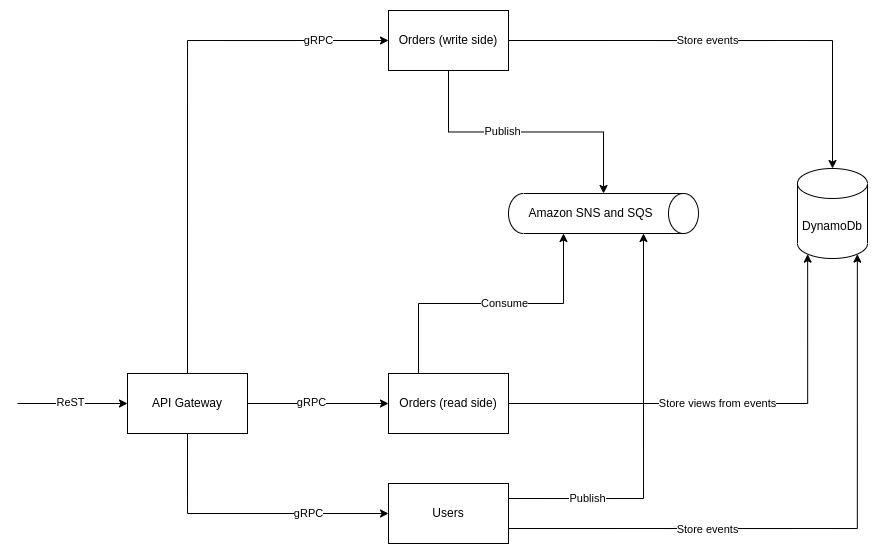 gRPC
Orders (write side)
Store events
Publish
Amazon SNS and SQS
DynamoDb
Consume
ReST
API Gateway
gRPC
Orders (read side)
Store views from events
gRPC
Users
Publish
Store events